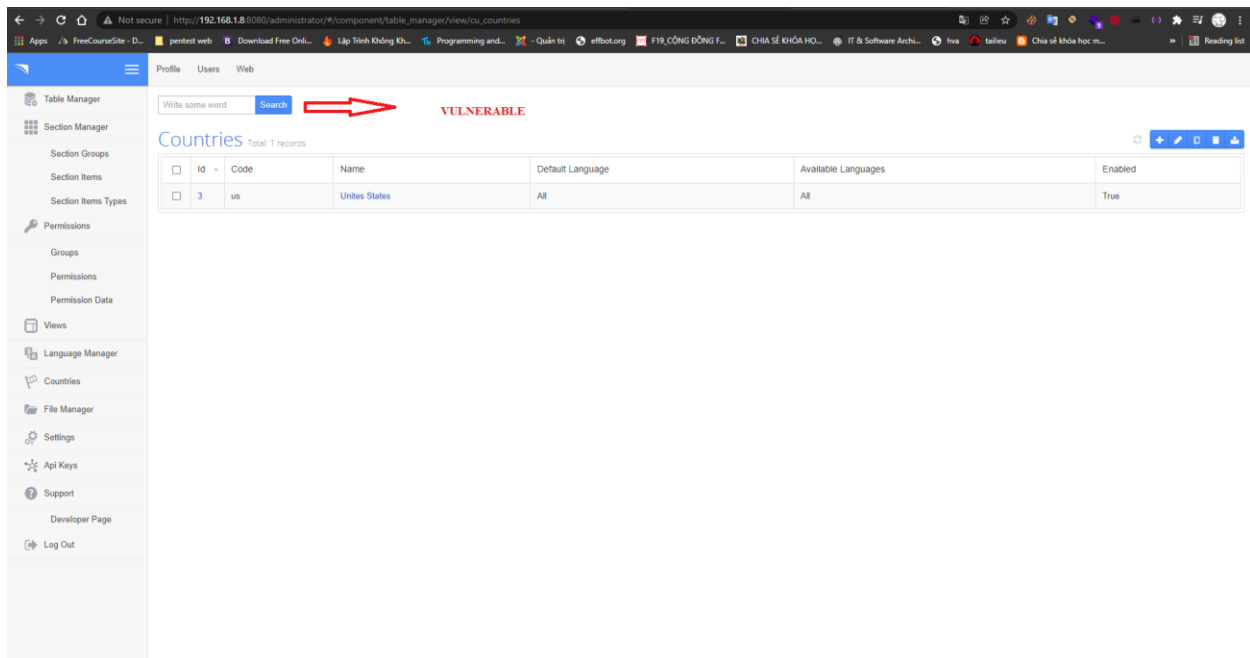 Not secure | http://192.168.1.8:8080/administrator/#/component/table_manager/view/cu_countries
Apps FreeCourseSite - D... pentest web Download Free Onli... Lập Trình Không Kh... Programming and... - Quản trị effbot.org F19_CỘNG ĐỒNG F... CHIA SẺ KHÓA HỌ... IT & Software Archi... hva tailieu Chia sẻ khóa học m... » Reading list
Profile Users Web
Table Manager
Write some word Search VULNERABLE
Section Manager
Countries Total: 1 records
Section Groups
Id Code Name Default Language Available Languages Enabled
Section Items
3 us Unites States All All True
Section Items Types
Permissions
Groups
Permissions
Permission Data
Views
Language Manager
Countries
File Manager
Settings
Api Keys
Support
Developer Page
Log Out